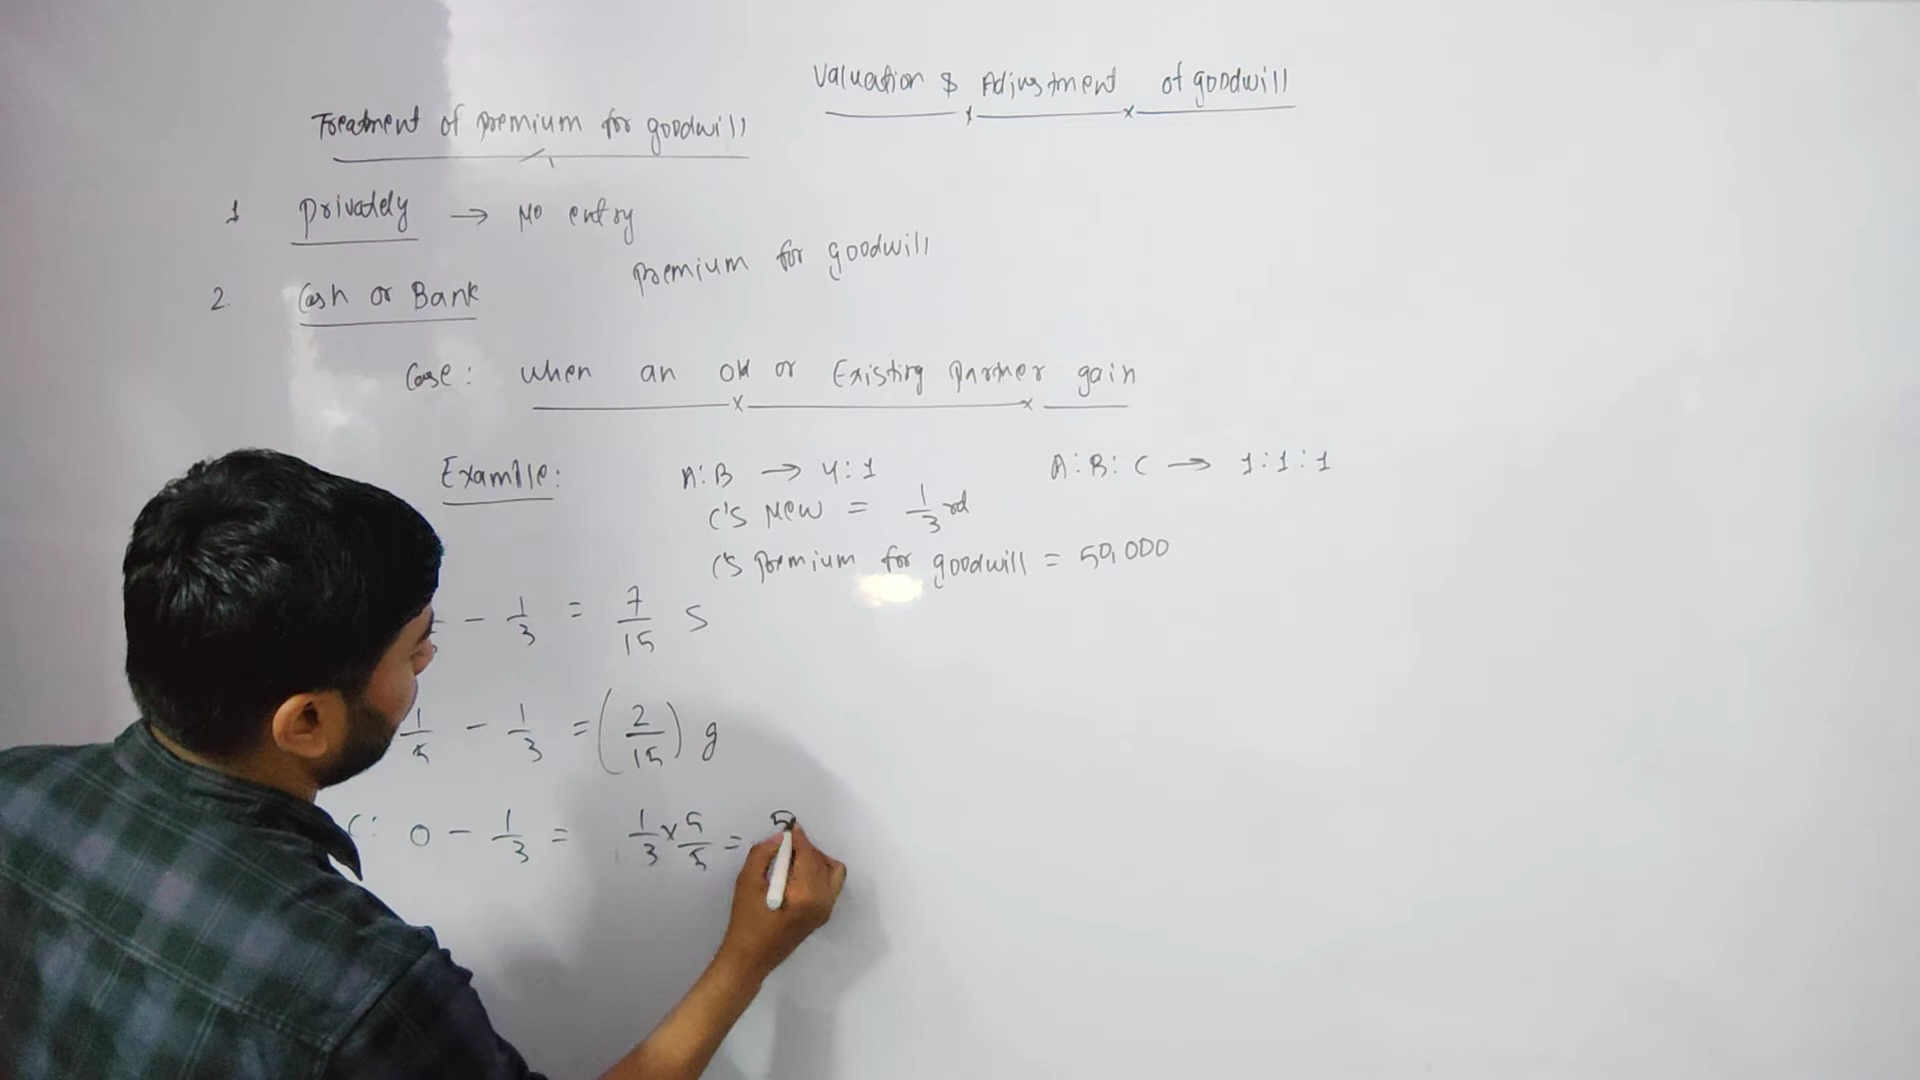 Valuation & Adjustment of goodwill
Treatment of premium for goodwill
1 Privately → No entry
premium for goodwill
2. Cash or Bank
Case: when an old or Existing partner gain
Example: A:B → 4:1 A:B:C → 1:1:1
C's New = 1/3 rd
C's premium for goodwill = 50,000
- 1/3 = 7/15 s
1/5 - 1/3 = (2/15) g
C: 0 - 1/3 = 1/3 × 5/5 = 5